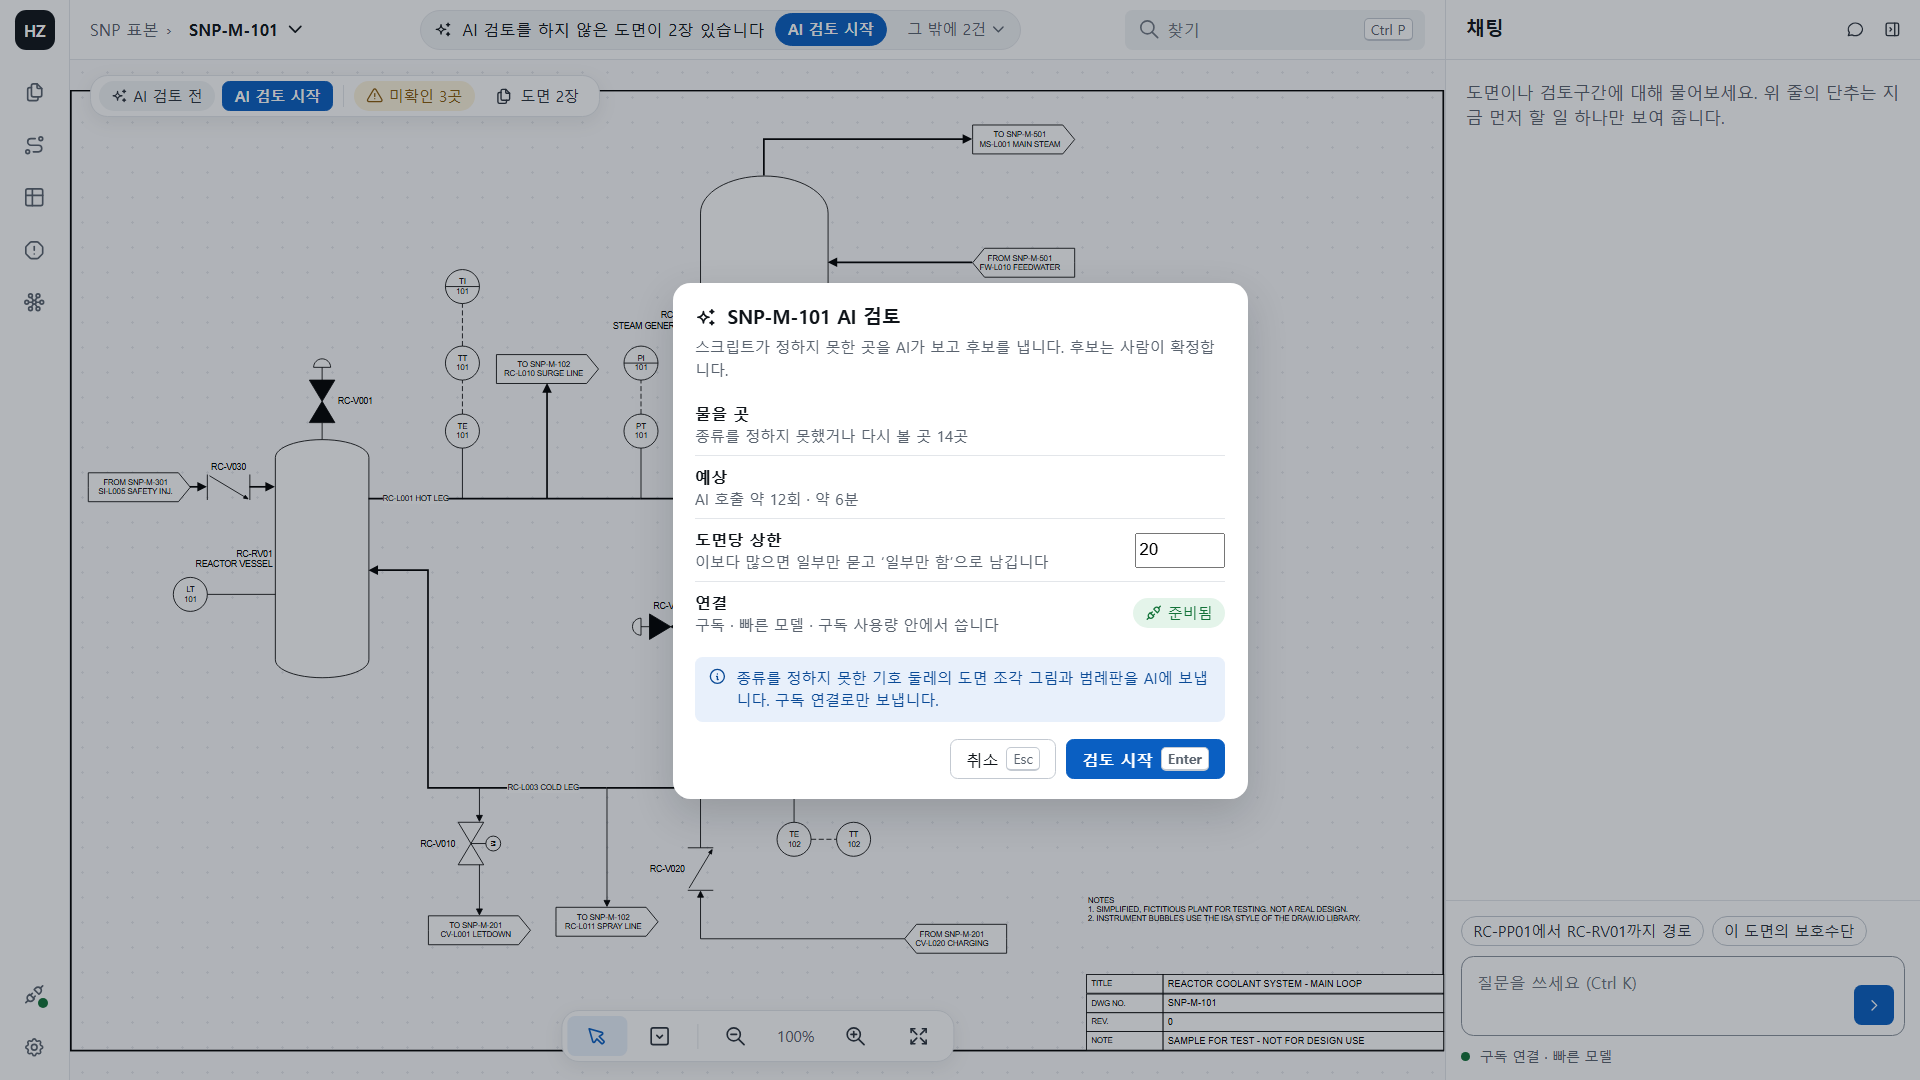 HZ
SNP 표본 › SNP-M-101
AI 검토를 하지 않은 도면이 2장 있습니다
AI 검토 시작
그 밖에 2건
찾기
Ctrl P
채팅
AI 검토 전
AI 검토 시작
미확인 3곳
도면 2장
도면이나 검토구간에 대해 물어보세요. 위 줄의 단추는 지
금 먼저 할 일 하나만 보여 줍니다.
TO SNP-M-501
MS-L001 MAIN STEAM
FROM SNP-M-501
FW-L010 FEEDWATER
TI
101
RC
STEAM GENER
TT
101
TO SNP-M-102
RC-L010 SURGE LINE
PI
101
RC-V001
TE
101
PT
101
RC-V030
FROM SNP-M-301
SI-L005 SAFETY INJ.
RC-L001 HOT LEG
RC-RV01
REACTOR VESSEL
LT
101
RC-V
SNP-M-101 AI 검토
스크립트가 정하지 못한 곳을 AI가 보고 후보를 냅니다. 후보는 사람이 확정합
니다.
물을 곳
종류를 정하지 못했거나 다시 볼 곳 14곳
예상
AI 호출 약 12회 · 약 6분
도면당 상한
이보다 많으면 일부만 묻고 ‘일부만 함’으로 남깁니다
20
연결
구독 · 빠른 모델 · 구독 사용량 안에서 씁니다
준비됨
종류를 정하지 못한 기호 둘레의 도면 조각 그림과 범례판을 AI에 보냅
니다. 구독 연결로만 보냅니다.
취소 Esc
검토 시작 Enter
RC-L003 COLD LEG
RC-V010
M
RC-V020
TE
102
TT
102
TO SNP-M-201
CV-L001 LETDOWN
TO SNP-M-102
RC-L011 SPRAY LINE
FROM SNP-M-201
CV-L020 CHARGING
NOTES
1. SIMPLIFIED, FICTITIOUS PLANT FOR TESTING. NOT A REAL DESIGN.
2. INSTRUMENT BUBBLES USE THE ISA STYLE OF THE DRAW.IO LIBRARY.
TITLE REACTOR COOLANT SYSTEM - MAIN LOOP
DWG NO. SNP-M-101
REV. 0
NOTE SAMPLE FOR TEST - NOT FOR DESIGN USE
100%
RC-PP01에서 RC-RV01까지 경로
이 도면의 보호수단
질문을 쓰세요 (Ctrl K)
구독 연결 · 빠른 모델